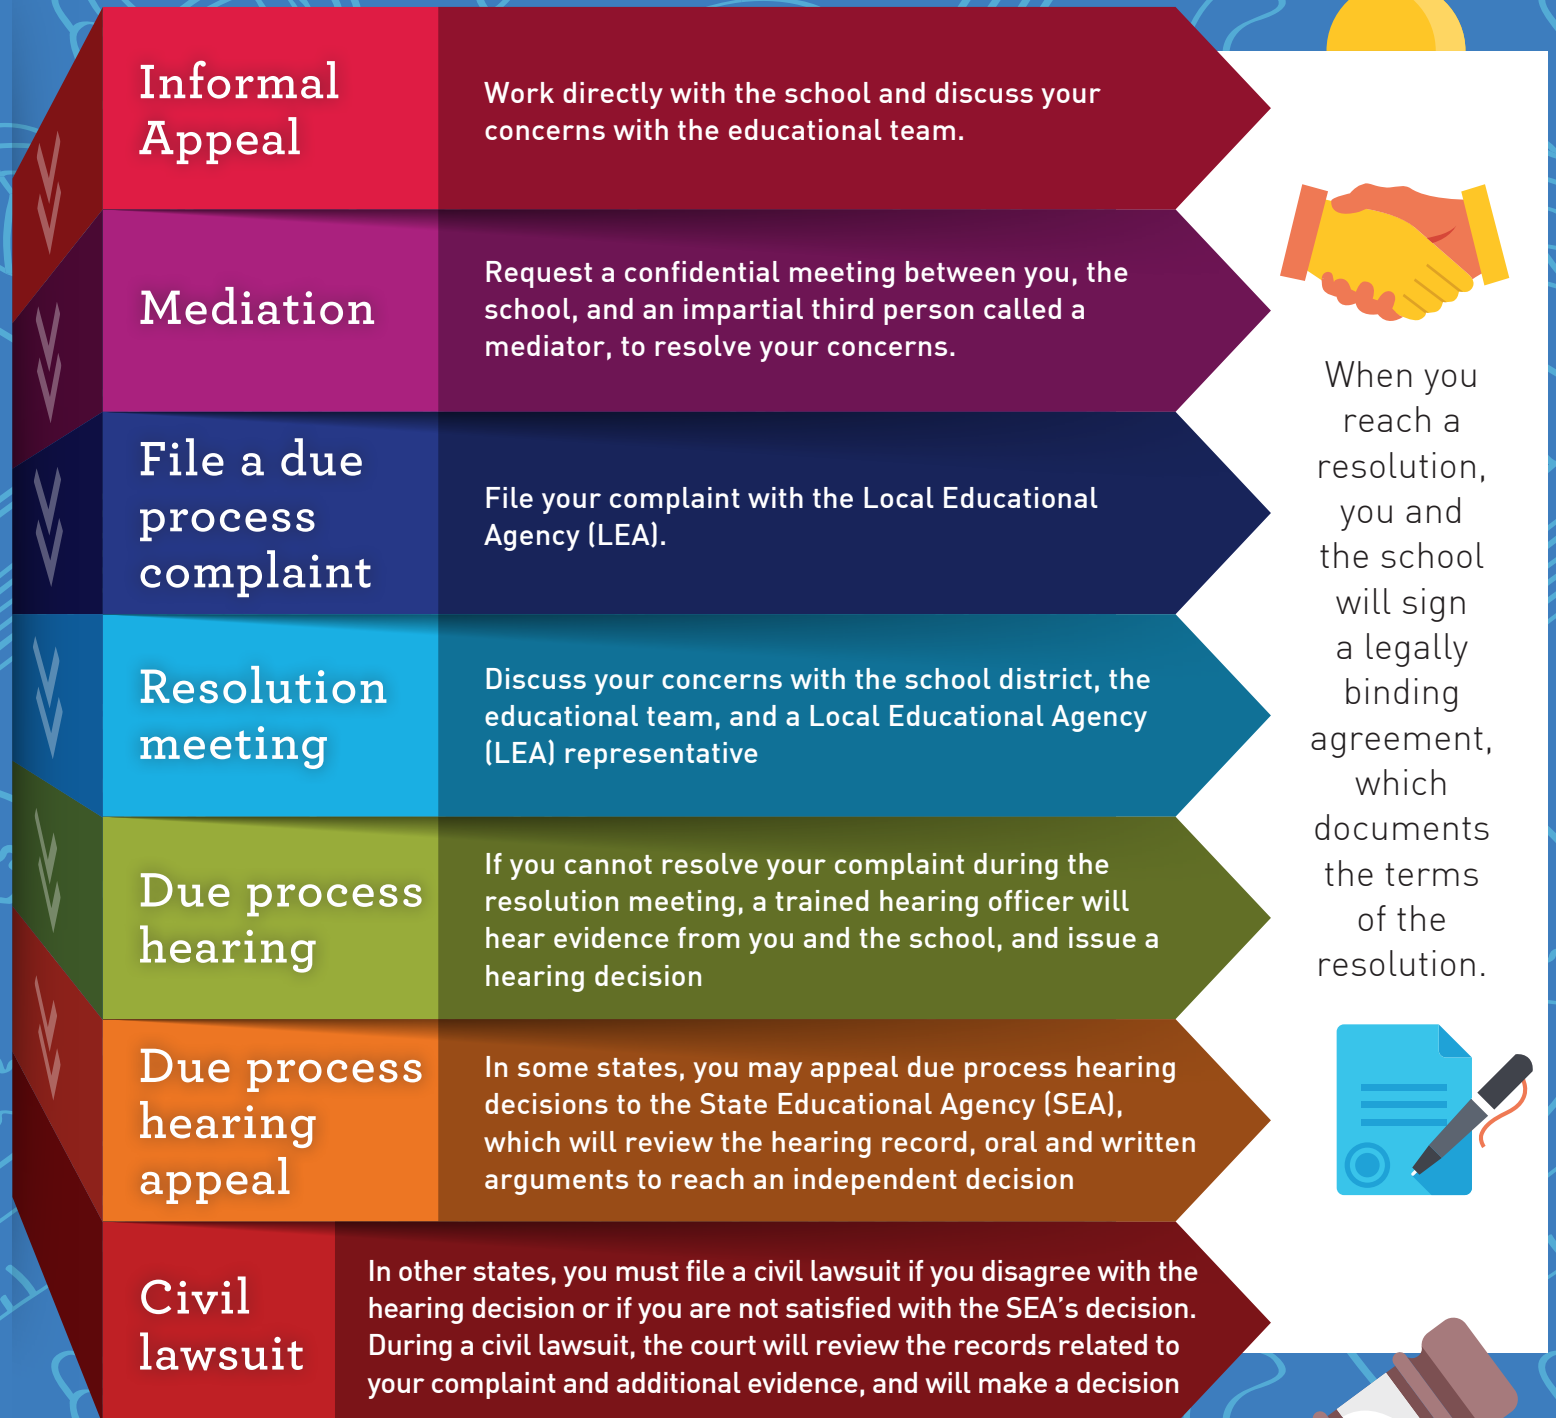 Informal
Appeal
Work directly with the school and discuss your
concerns with the educational team.
Mediation
Request a confidential meeting between you, the
school, and an impartial third person called a
mediator, to resolve your concerns.
File a due
process
complaint
File your complaint with the Local Educational
Agency (LEA).
Resolution
meeting
Discuss your concerns with the school district, the
educational team, and a Local Educational Agency
(LEA) representative
Due process
hearing
If you cannot resolve your complaint during the
resolution meeting, a trained hearing officer will
hear evidence from you and the school, and issue a
hearing decision
Due process
hearing
appeal
In some states, you may appeal due process hearing
decisions to the State Educational Agency (SEA),
which will review the hearing record, oral and written
arguments to reach an independent decision
Civil
lawsuit
In other states, you must file a civil lawsuit if you disagree with the
hearing decision or if you are not satisfied with the SEA's decision.
During a civil lawsuit, the court will review the records related to
your complaint and additional evidence, and will make a decision
When you
reach a
resolution,
you and
the school
will sign
a legally
binding
agreement,
which
documents
the terms
of the
resolution.